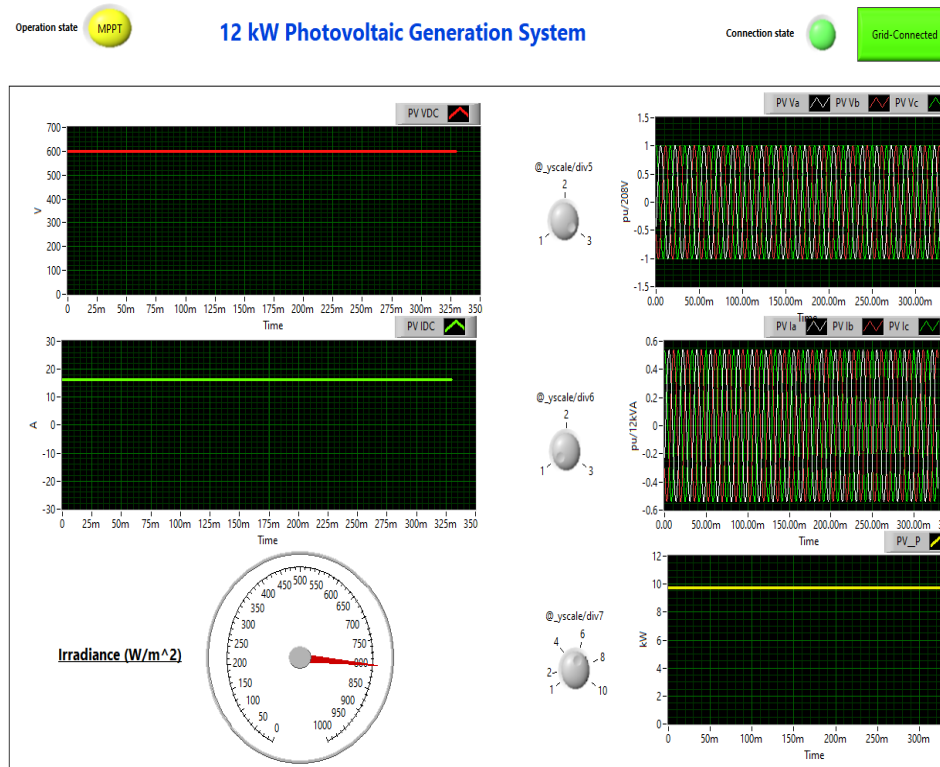 Operation state
MPPT
12 kW Photovoltaic Generation System
Connection state
Grid-Connected
PV VDC
700
600
500
400
300
200
100
0
V
0 25m 50m 75m 100m 125m 150m 175m 200m 225m 250m 275m 300m 325m 350
Time
@_yscale/div5
1 2 3
PV Va PV Vb PV Vc
1.5
1
0.5
0
-0.5
-1
-1.5
pu/208V
0.00 50.00m 100.00m 150.00m 200.00m 250.00m 300.00m
Time
PV IDC
30
20
10
0
-10
-20
-30
A
0 25m 50m 75m 100m 125m 150m 175m 200m 225m 250m 275m 300m 325m 350
Time
@_yscale/div6
1 2 3
PV Ia PV Ib PV Ic
0.6
0.4
0.2
0
-0.2
-0.4
-0.6
pu/12kVA
0.00 50.00m 100.00m 150.00m 200.00m 250.00m 300.00m
Time
Irradiance (W/m^2)
0 50 100 150 200 250 300 350 400 450 500 550 600 650 700 750 800 850 900 950 1000
@_yscale/div7
1 2 4 6 8 10
PV_P
12
10
8
6
4
2
0
kW
0 50m 100m 150m 200m 250m 300m
Time